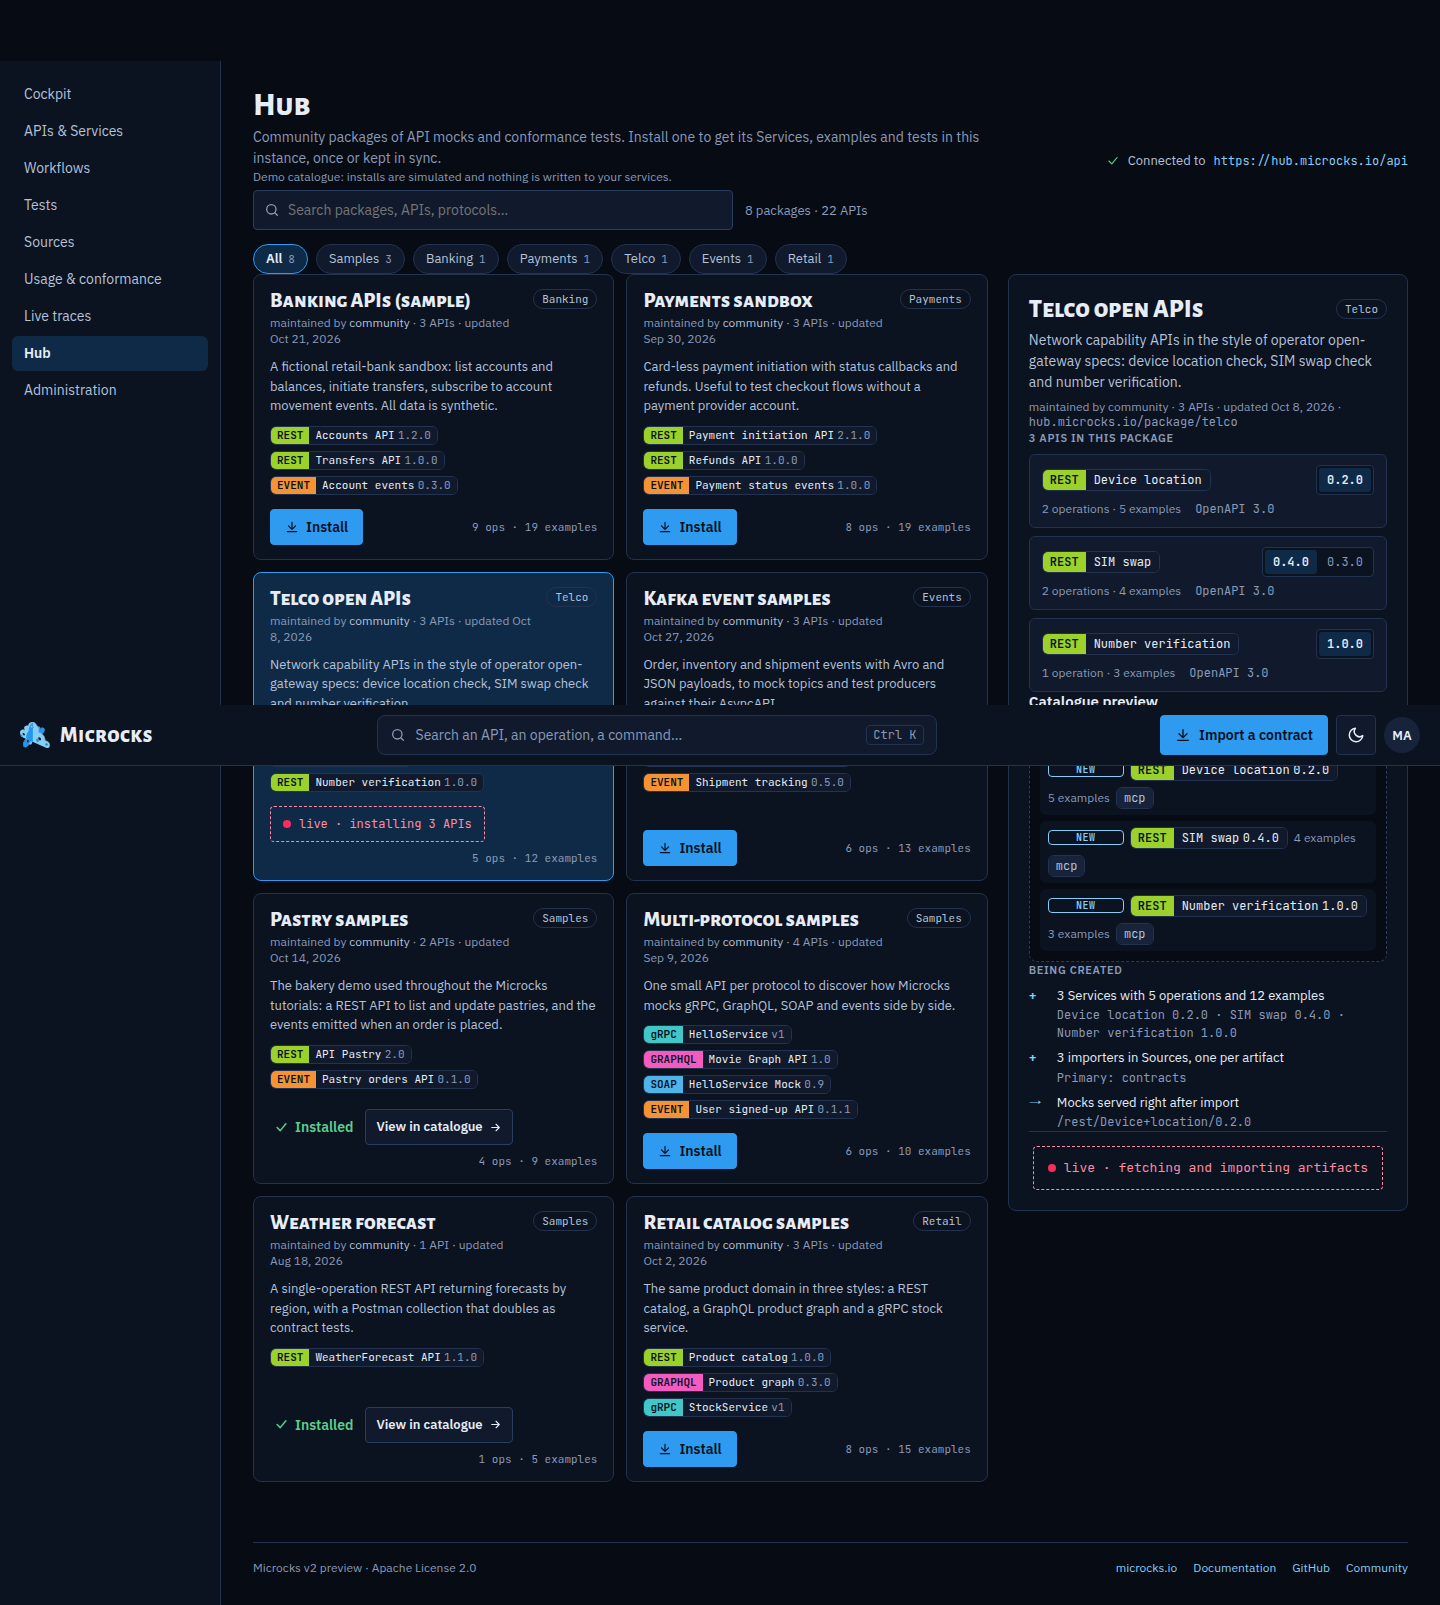 Cockpit
APIs & Services
Workflows
Tests
Sources
Usage & conformance
Live traces
Hub
Administration
Hub
Community packages of API mocks and conformance tests. Install one to get its Services, examples and tests in this
instance, once or kept in sync.
Demo catalogue: installs are simulated and nothing is written to your services.
Connected to https://hub.microcks.io/api
Search packages, APIs, protocols...
8 packages · 22 APIs
All 8
Samples 3
Banking 1
Payments 1
Telco 1
Events 1
Retail 1
Banking APIs (sample)
Banking
maintained by community · 3 APIs · updated
Oct 21, 2026
A fictional retail-bank sandbox: list accounts and
balances, initiate transfers, subscribe to account
movement events. All data is synthetic.
REST Accounts API 1.2.0
REST Transfers API 1.0.0
EVENT Account events 0.3.0
Install
9 ops · 19 examples
Payments sandbox
Payments
maintained by community · 3 APIs · updated
Sep 30, 2026
Card-less payment initiation with status callbacks and
refunds. Useful to test checkout flows without a
payment provider account.
REST Payment initiation API 2.1.0
REST Refunds API 1.0.0
EVENT Payment status events 1.0.0
Install
8 ops · 19 examples
Telco open APIs
Telco
maintained by community · 3 APIs · updated Oct
8, 2026
Network capability APIs in the style of operator open-
gateway specs: device location check, SIM swap check
and number verification.
Kafka event samples
Events
maintained by community · 3 APIs · updated
Oct 27, 2026
Order, inventory and shipment events with Avro and
JSON payloads, to mock topics and test producers
against their AsyncAPI.
Microcks
Search an API, an operation, a command...
Ctrl K
Import a contract
MA
REST Number verification 1.0.0
live · installing 3 APIs
5 ops · 12 examples
EVENT Shipment tracking 0.5.0
Install
6 ops · 13 examples
Pastry samples
Samples
maintained by community · 2 APIs · updated
Oct 14, 2026
The bakery demo used throughout the Microcks
tutorials: a REST API to list and update pastries, and the
events emitted when an order is placed.
REST API Pastry 2.0
EVENT Pastry orders API 0.1.0
Installed
View in catalogue →
4 ops · 9 examples
Multi-protocol samples
Samples
maintained by community · 4 APIs · updated
Sep 9, 2026
One small API per protocol to discover how Microcks
mocks gRPC, GraphQL, SOAP and events side by side.
gRPC HelloService v1
GRAPHQL Movie Graph API 1.0
SOAP HelloService Mock 0.9
EVENT User signed-up API 0.1.1
Install
6 ops · 10 examples
Weather forecast
Samples
maintained by community · 1 API · updated
Aug 18, 2026
A single-operation REST API returning forecasts by
region, with a Postman collection that doubles as
contract tests.
REST WeatherForecast API 1.1.0
Installed
View in catalogue →
1 ops · 5 examples
Retail catalog samples
Retail
maintained by community · 3 APIs · updated
Oct 2, 2026
The same product domain in three styles: a REST
catalog, a GraphQL product graph and a gRPC stock
service.
REST Product catalog 1.0.0
GRAPHQL Product graph 0.3.0
gRPC StockService v1
Install
8 ops · 15 examples
Telco open APIs
Telco
Network capability APIs in the style of operator open-
gateway specs: device location check, SIM swap check
and number verification.
maintained by community · 3 APIs · updated Oct 8, 2026 ·
hub.microcks.io/package/telco
3 APIS IN THIS PACKAGE
REST Device location
0.2.0
2 operations · 5 examples OpenAPI 3.0
REST SIM swap
0.4.0 0.3.0
2 operations · 4 examples OpenAPI 3.0
REST Number verification
1.0.0
1 operation · 3 examples OpenAPI 3.0
Catalogue preview
NEW REST Device location 0.2.0
5 examples mcp
NEW REST SIM swap 0.4.0 4 examples
mcp
NEW REST Number verification 1.0.0
3 examples mcp
BEING CREATED
+ 3 Services with 5 operations and 12 examples
Device location 0.2.0 · SIM swap 0.4.0 ·
Number verification 1.0.0
+ 3 importers in Sources, one per artifact
Primary: contracts
→ Mocks served right after import
/rest/Device+location/0.2.0
live · fetching and importing artifacts
Microcks v2 preview · Apache License 2.0
microcks.io
Documentation
GitHub
Community